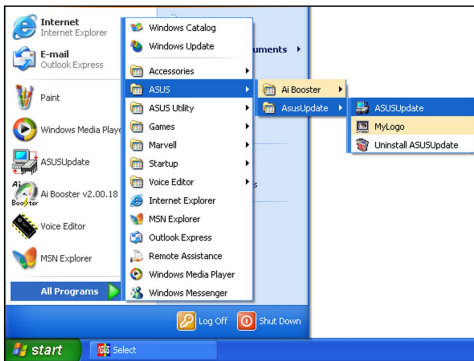 Internet
Internet Explorer
E-mail
Outlook Express
Paint
Windows Media Playe
ASUSUpdate
Ai Booster v2.00.18
Voice Editor
MSN Explorer
All Programs
Windows Catalog
Windows Update
Accessories
ASUS
ASUS Utility
Games
Marvell
Startup
Voice Editor
Internet Explorer
MSN Explorer
Outlook Express
Remote Assistance
Windows Media Player
Windows Messenger
uments
s
Ai Booster
AsusUpdate
ASUSUpdate
MyLogo
Uninstall ASUSUpdate
Log Off
Shut Down
start
Select